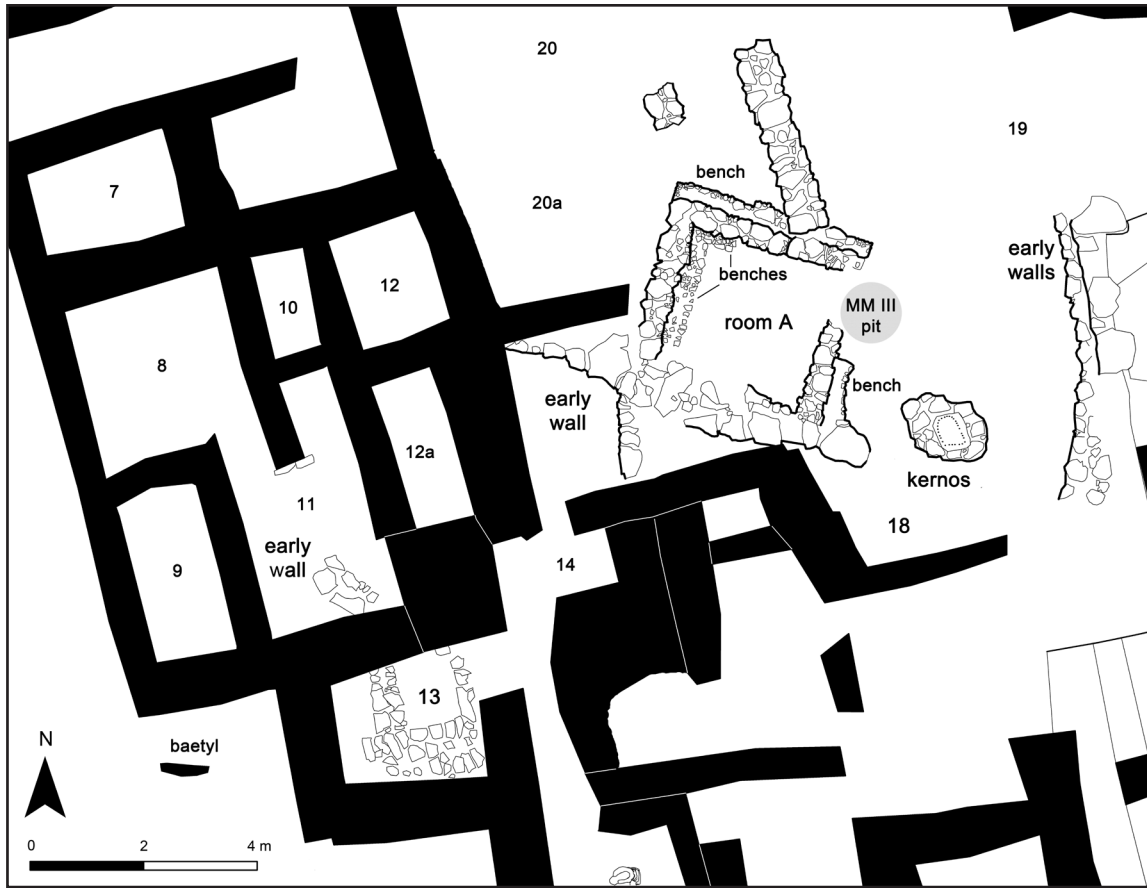 20
19
7
bench
20a
early
walls
benches
12
10
MM III
pit
room A
8
bench
early
wall
12a
kernos
11
18
early
wall
14
9
13
N
baetyl
0 2 4 m